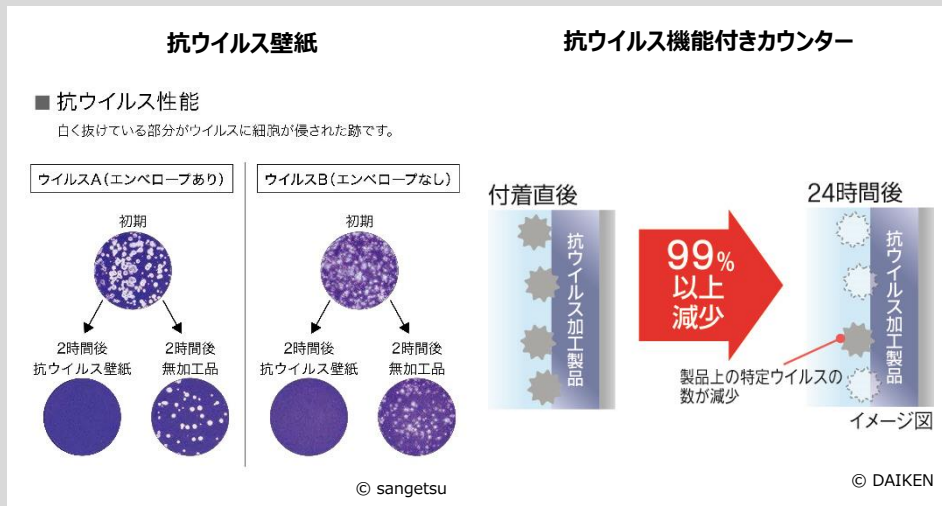 抗ウイルス壁紙
■ 抗ウイルス性能
白く抜けている部分がウイルスに細胞が侵された跡です。
ウイルスA(エンベロープあり)
初期
2時間後
抗ウイルス壁紙
2時間後
無加工品
ウイルスB(エンベロープなし)
初期
2時間後
抗ウイルス壁紙
2時間後
無加工品
© sangetsu
抗ウイルス機能付きカウンター
付着直後
抗ウイルス加工製品
99%
以上
減少
24時間後
抗ウイルス加工製品
製品上の特定ウイルスの
数が減少
イメージ図
© DAIKEN